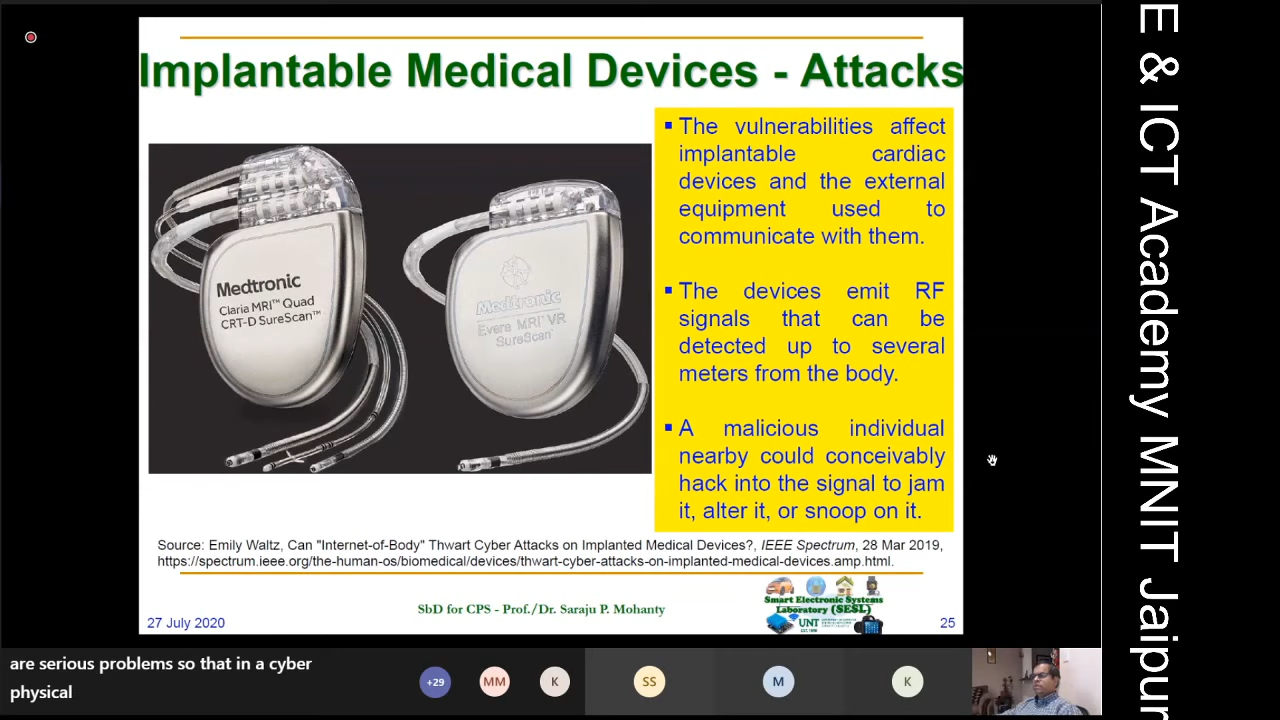 Implantable Medical Devices - Attacks
▪ The vulnerabilities affect
implantable cardiac
devices and the external
equipment used to
communicate with them.
▪ The devices emit RF
signals that can be
detected up to several
meters from the body.
▪ A malicious individual
nearby could conceivably
hack into the signal to jam
it, alter it, or snoop on it.
Medtronic
Claria MRI™ Quad
CRT-D SureScan™
Medtronic
Evera MRI™ VR
SureScan™
Source: Emily Waltz, Can "Internet-of-Body" Thwart Cyber Attacks on Implanted Medical Devices?, IEEE Spectrum, 28 Mar 2019,
https://spectrum.ieee.org/the-human-os/biomedical/devices/thwart-cyber-attacks-on-implanted-medical-devices.amp.html.
27 July 2020
SbD for CPS - Prof./Dr. Saraju P. Mohanty
Smart Electronic Systems
Laboratory (SESL)
UNT
EST. 1890
25
E & ICT Academy MNIT Jaipur
are serious problems so that in a cyber
physical
+29
MM
K
SS
M
K